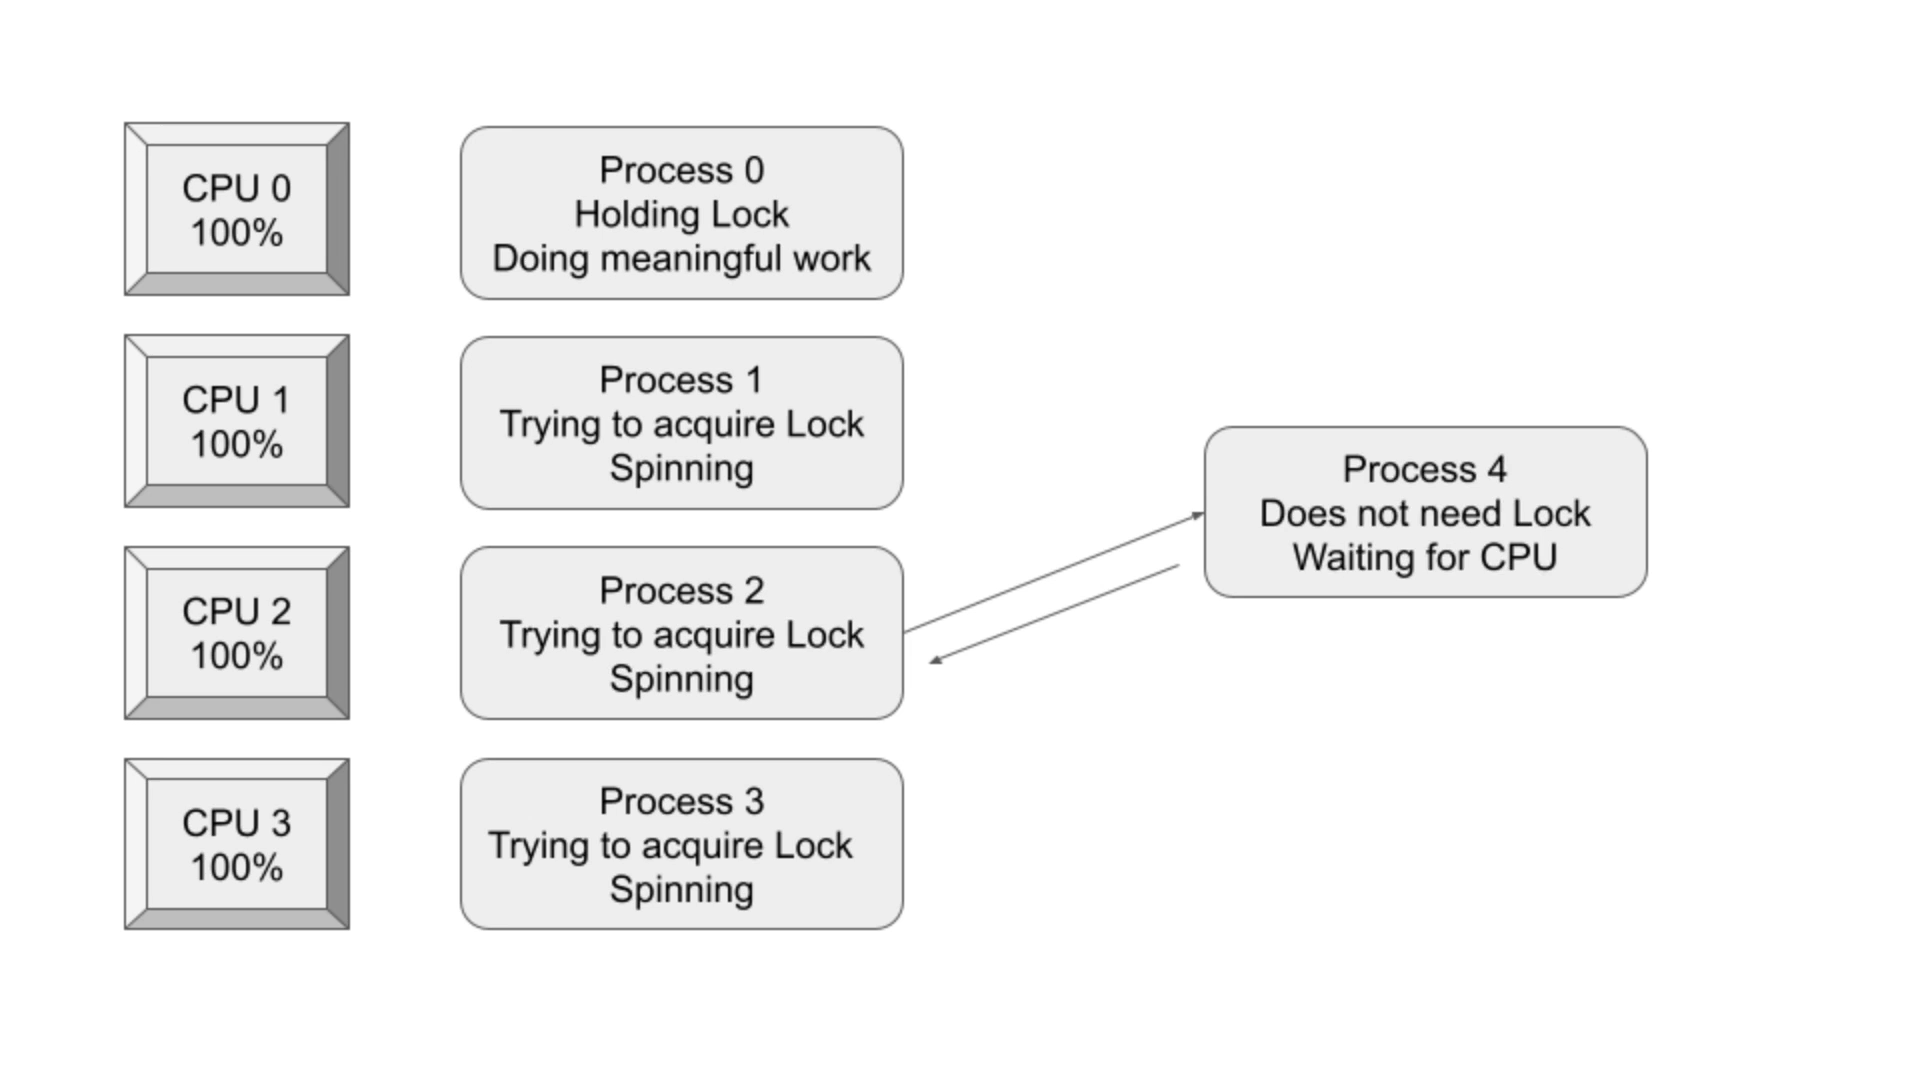 CPU 0
100%
Process 0
Holding Lock
Doing meaningful work
CPU 1
100%
Process 1
Trying to acquire Lock
Spinning
CPU 2
100%
Process 2
Trying to acquire Lock
Spinning
Process 4
Does not need Lock
Waiting for CPU
CPU 3
100%
Process 3
Trying to acquire Lock
Spinning